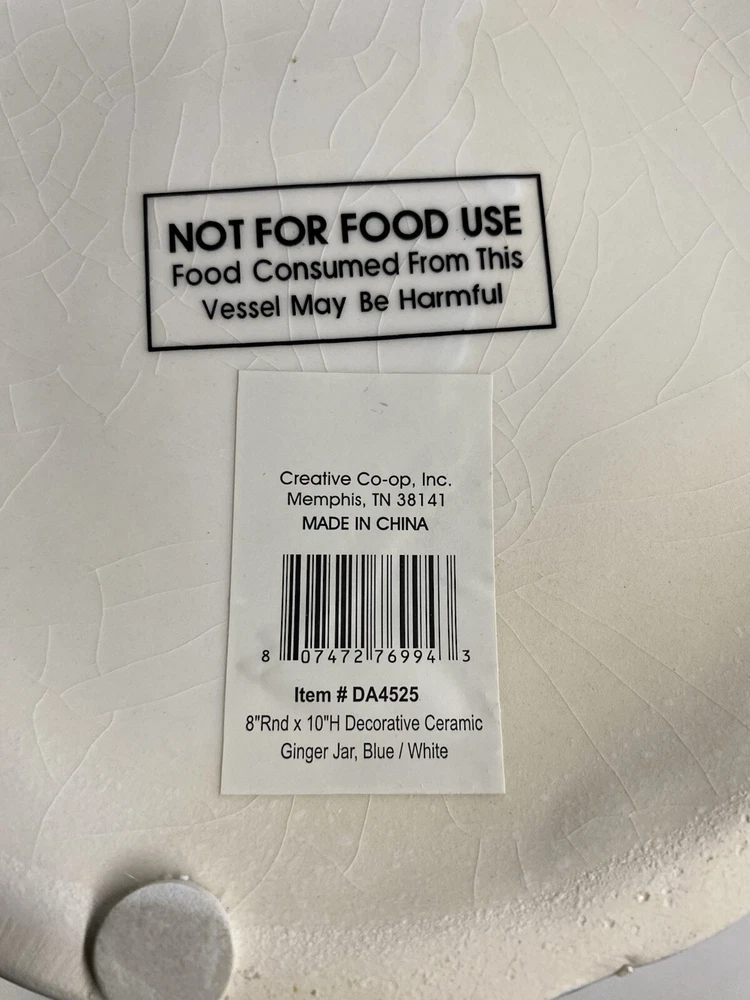 NOT FOR FOOD USE
Food Consumed From This
Vessel May Be Harmful
Creative Co-op, Inc.
Memphis, TN 38141
MADE IN CHINA
8 07472 76994 3
Item # DA4525
8"Rnd x 10"H Decorative Ceramic
Ginger Jar, Blue / White